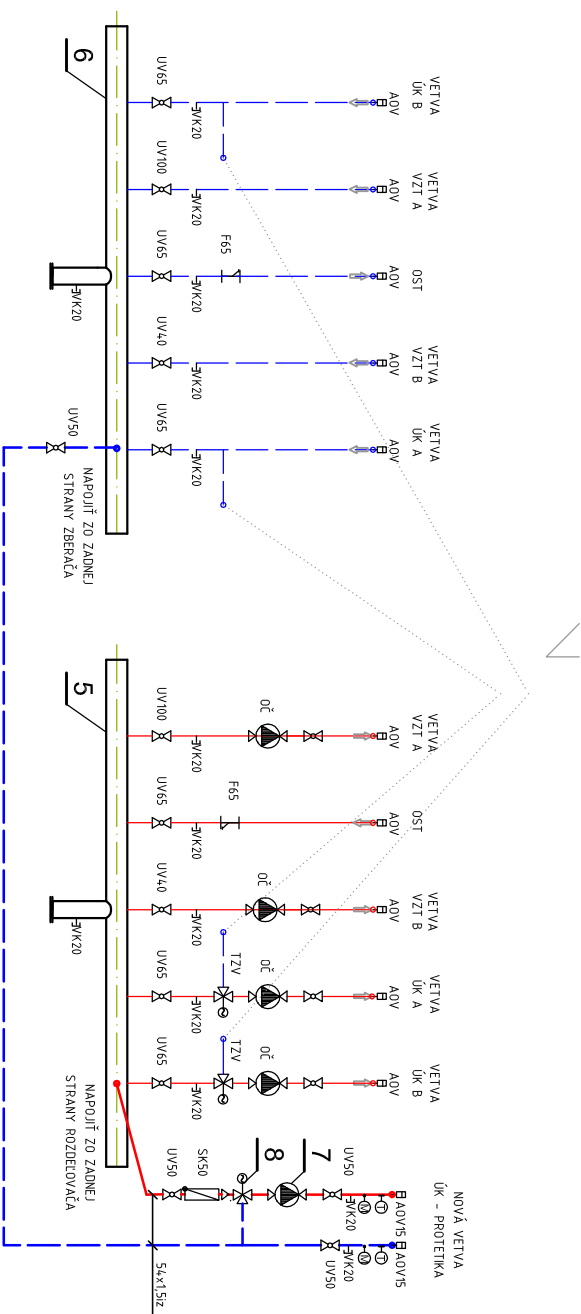 VETVA
ÚK B
AOV
UV65
VK20
VETVA
VZT A
AOV
UV100
VK20
OST
AOV
F65
UV65
VK20
VETVA
VZT B
AOV
UV40
VK20
VETVA
ÚK A
AOV
UV65
VK20
6
VK20
UV50
NAPOJIŤ ZO ZADNEJ
STRANY ZBERAČA
VETVA
VZT A
AOV
OČ
UV100
VK20
OST
AOV
F65
UV65
VK20
VETVA
VZT B
AOV
OČ
UV40
VK20
VETVA
ÚK A
AOV
OČ
TZV
UV65
VK20
VETVA
ÚK B
AOV
OČ
TZV
UV65
VK20
5
VK20
NAPOJIŤ ZO ZADNEJ
STRANY ROZDEĽOVAČA
NOVÁ VETVA
ÚK - PROTETIKA
AOV15
AOV15
T
M
T
M
VK20
VK20
UV50
UV50
7
8
SK50
UV50
54x1,5iz